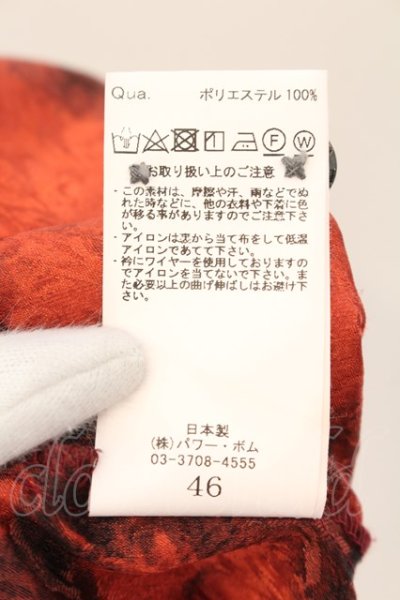 Qua. ポリエステル 100%
お取り扱い上のご注意
・この素材は、摩擦や汗、雨などでぬ
れた時などに、他の衣料や下着に色
が移る事がありますのでご注意下さ
い。
・アイロンは裏から当て布をして低温
アイロンであてて下さい。
・衿にワイヤーを使用しておりますの
でアイロンを当てないで下さい。ま
た必要以上の曲げ伸ばしはお避け下
さい。
日本製
(株)パワー・ボム
03-3708-4555
46